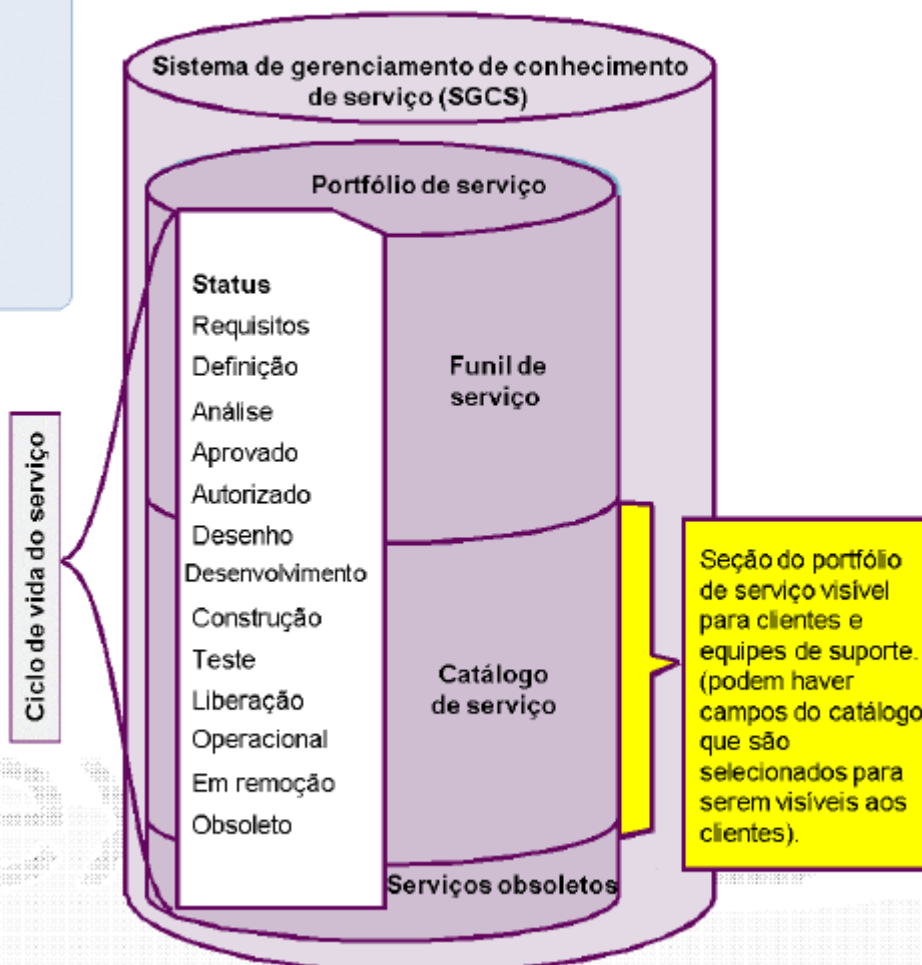 Sistema de gerenciamento de conhecimento
de serviço (SGCS)
Portfólio de serviço
Status
Requisitos
Definição
Análise
Aprovado
Autorizado
Desenho
Desenvolvimento
Construção
Teste
Liberação
Operacional
Em remoção
Obsoleto
Ciclo de vida do serviço
Funil de
serviço
Catálogo
de serviço
Serviços obsoletos
Seção do portfólio
de serviço visível
para clientes e
equipes de suporte.
(podem haver
campos do catálogo
que são
selecionados para
serem visíveis aos
clientes).